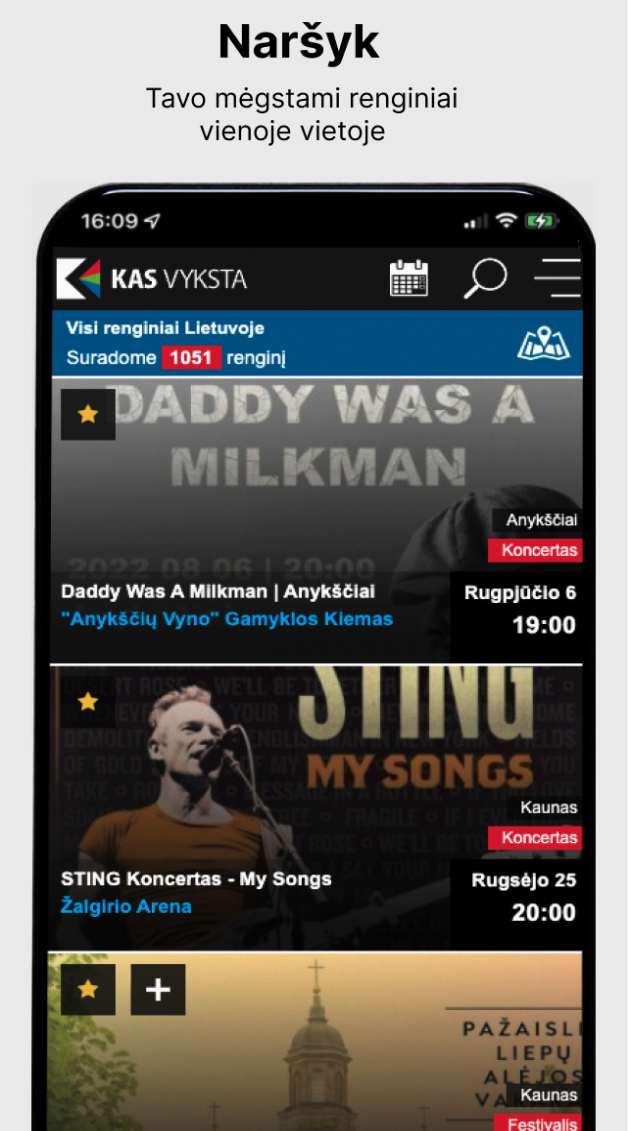 Naršyk
Tavo mėgstami renginiai
vienoje vietoje
16:09
KAS VYKSTA
Visi renginiai Lietuvoje
Suradome 1051 renginį
DADDY WAS A
MILKMAN
2022 08 06 | 20:00
Anykščiai
Koncertas
Daddy Was A Milkman | Anykščiai
"Anykščių Vyno" Gamyklos Kiemas
Rugpjūčio 6
19:00
STING
MY SONGS
Kaunas
Koncertas
STING Koncertas - My Songs
Žalgirio Arena
Rugsėjo 25
20:00
PAŽAISLI
LIEPŲ
ALĖJOS
Kaunas
Festivalis